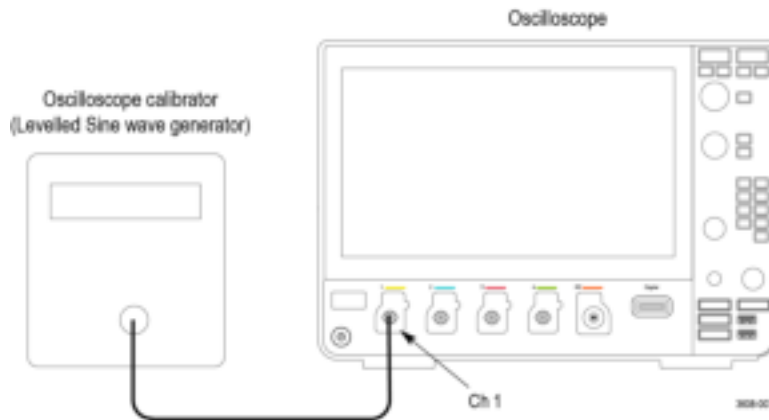 Oscilloscope
Oscilloscope calibrator
(Levelled Sine wave generator)
Ch 1